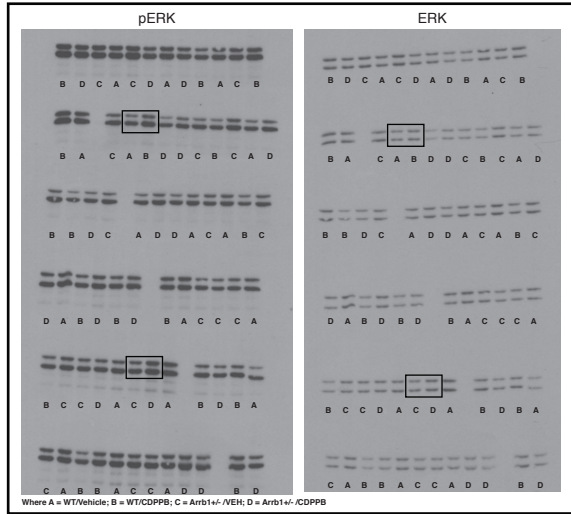 pERK
ERK
B D C A C D A D B A C B
B D C A C D A D B A C B
B A C A B D D C B C A D
B A C A B D D C B C A D
B B D C A D D A C A B C
B B D C A D D A C A B C
D A B D B D B A C C C A
D A B D B D B A C C C A
B C C D A C D A B D B A
B C C D A C D A B D B A
C A B B C A C D D B D
C A B B C A C D D B D
Where A = WT/Vehicle; B = WT/CDPPB; C = Arrb1+/- /VEH; D = Arrb1+/- /CDPPB